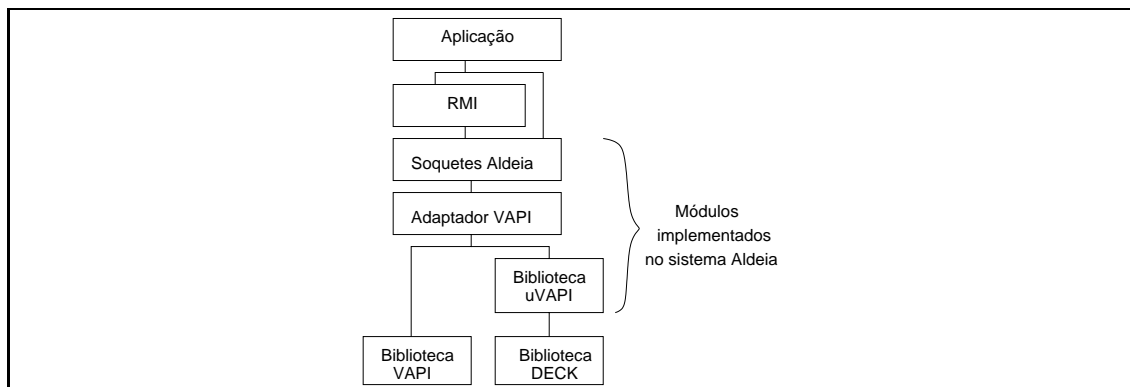 Aplicação
RMI
Soquetes Aldeia
Adaptador VAPI
Módulos
implementados
no sistema Aldeia
Biblioteca
uVAPI
Biblioteca
VAPI
Biblioteca
DECK